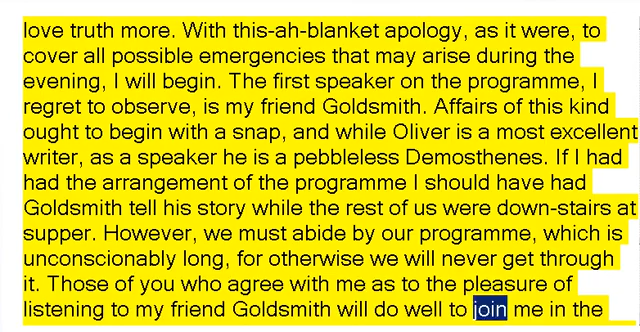 love truth more. With this-ah-blanket apology, as it were, to
cover all possible emergencies that may arise during the
evening, I will begin. The first speaker on the programme, I
regret to observe, is my friend Goldsmith. Affairs of this kind
ought to begin with a snap, and while Oliver is a most excellent
writer, as a speaker he is a pebbleless Demosthenes. If I had
had the arrangement of the programme I should have had
Goldsmith tell his story while the rest of us were down-stairs at
supper. However, we must abide by our programme, which is
unconscionably long, for otherwise we will never get through
it. Those of you who agree with me as to the pleasure of
listening to my friend Goldsmith will do well to join me in the